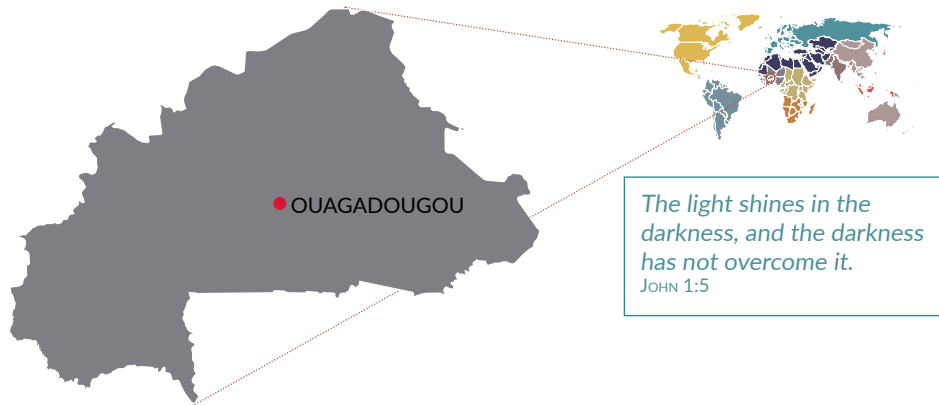 OUAGADOUGOU
The light shines in the
darkness, and the darkness
has not overcome it.
John 1:5